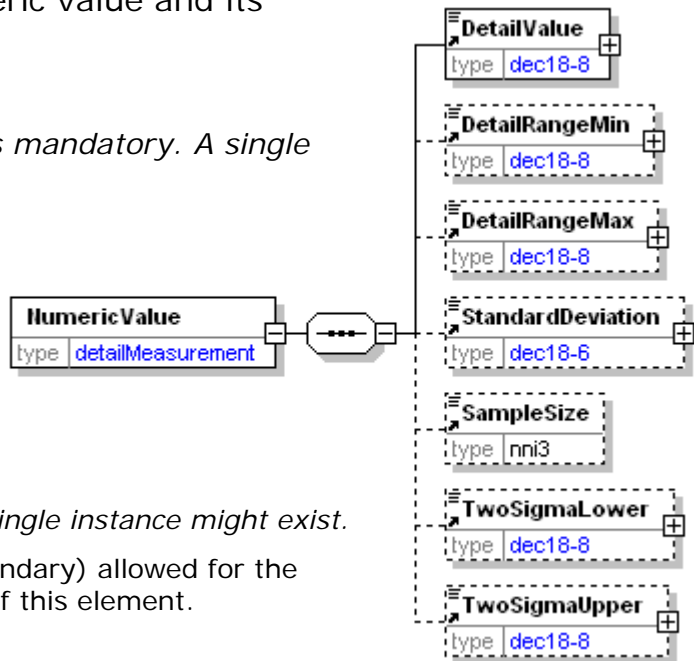 eric value and its
s mandatory. A single
ingle instance might exist.
ndary) allowed for the
f this element.
NumericValue
type detailMeasurement
DetailValue
type dec18-8
DetailRangeMin
type dec18-8
DetailRangeMax
type dec18-8
StandardDeviation
type dec18-6
SampleSize
type nni3
TwoSigmaLower
type dec18-8
TwoSigmaUpper
type dec18-8